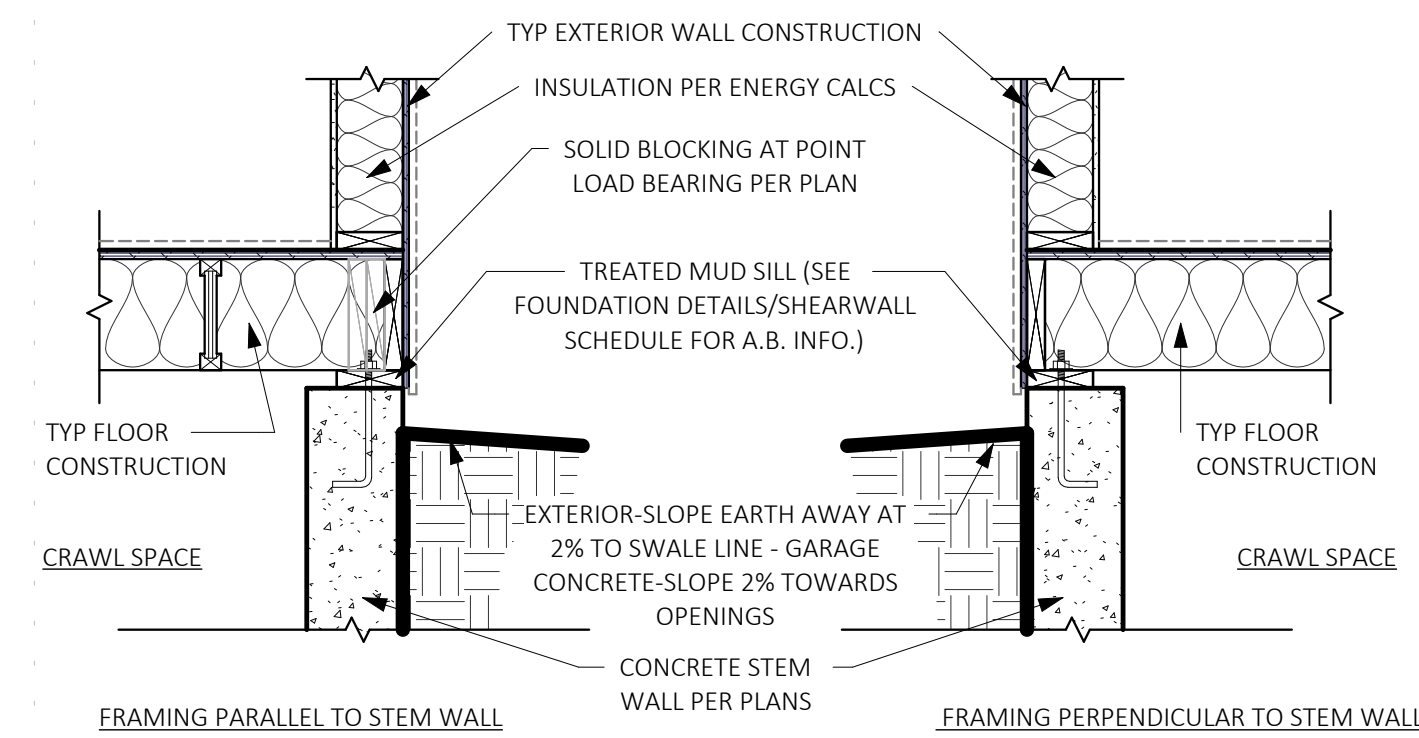 TYP EXTERIOR WALL CONSTRUCTION
INSULATION PER ENERGY CALCS
SOLID BLOCKING AT POINT
LOAD BEARING PER PLAN
TREATED MUD SILL (SEE
FOUNDATION DETAILS/SHEARWALL
SCHEDULE FOR A.B. INFO.)
TYP FLOOR
CONSTRUCTION
TYP FLOOR
CONSTRUCTION
EXTERIOR-SLOPE EARTH AWAY AT
2% TO SWALE LINE - GARAGE
CONCRETE-SLOPE 2% TOWARDS
OPENINGS
CRAWL SPACE
CRAWL SPACE
CONCRETE STEM
WALL PER PLANS
FRAMING PARALLEL TO STEM WALL
FRAMING PERPENDICULAR TO STEM WALL